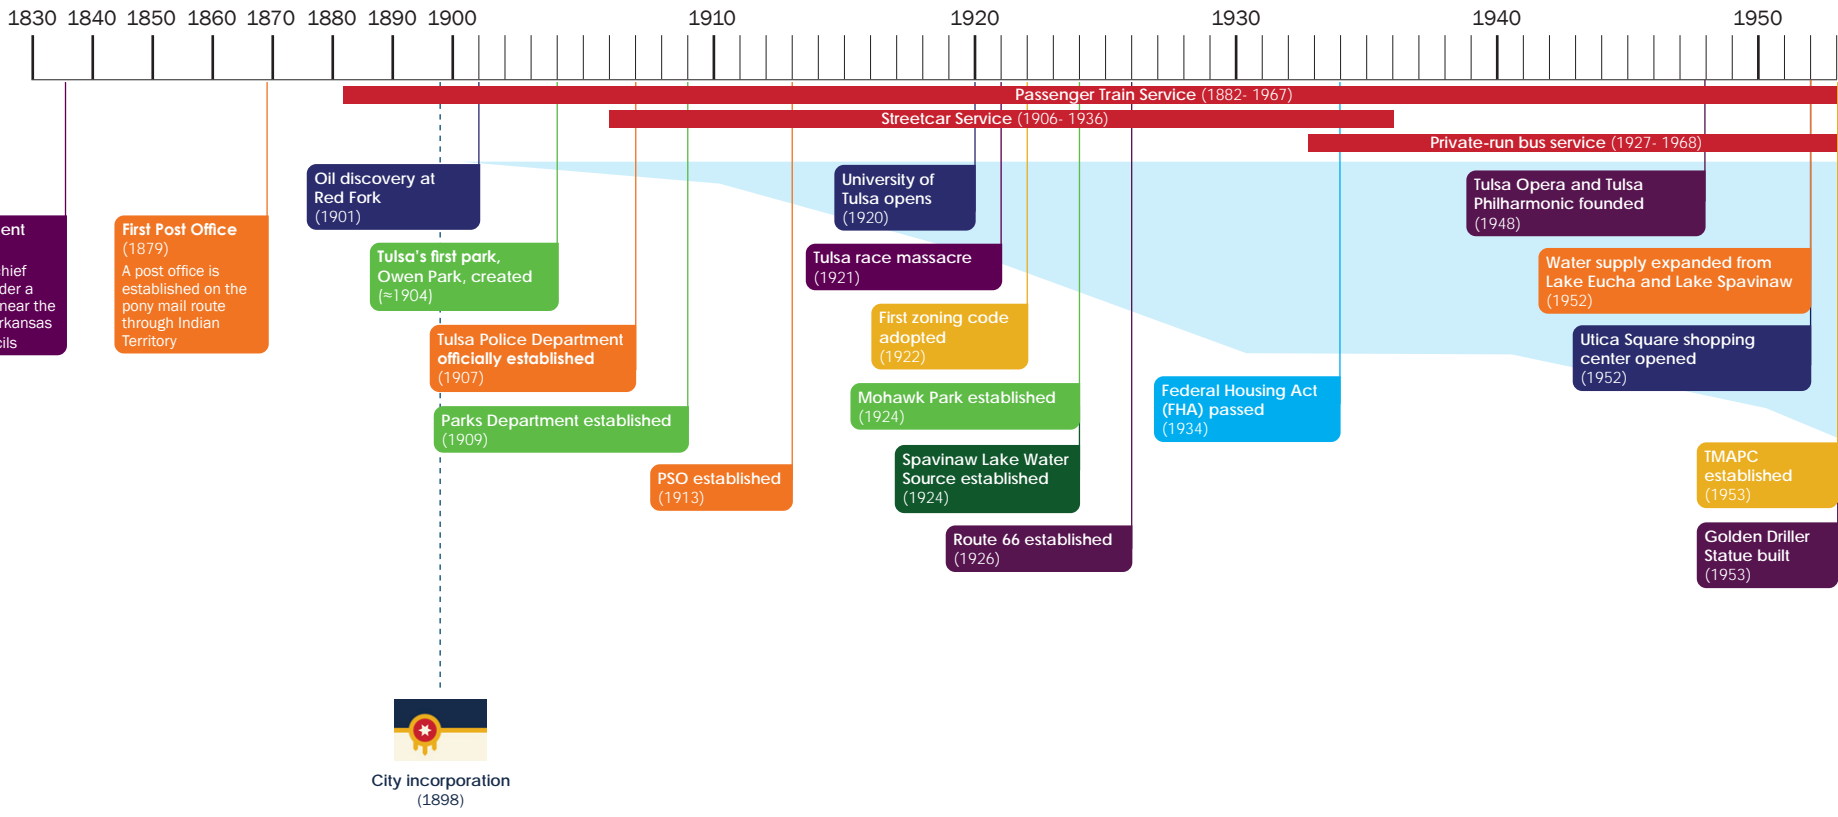 1830 1840 1850 1860 1870 1880 1890 1900 1910 1920 1930 1940 1950
Passenger Train Service (1882- 1967)
Streetcar Service (1906- 1936)
Private-run bus service (1927- 1968)
ent
hief
der a
near the
rkansas
cils
First Post Office
(1879)
A post office is
established on the
pony mail route
through Indian
Territory
Oil discovery at
Red Fork
(1901)
Tulsa's first park,
Owen Park, created
(≈1904)
Tulsa Police Department
officially established
(1907)
Parks Department established
(1909)
PSO established
(1913)
University of
Tulsa opens
(1920)
Tulsa race massacre
(1921)
First zoning code
adopted
(1922)
Mohawk Park established
(1924)
Spavinaw Lake Water
Source established
(1924)
Route 66 established
(1926)
Federal Housing Act
(FHA) passed
(1934)
Tulsa Opera and Tulsa
Philharmonic founded
(1948)
Water supply expanded from
Lake Eucha and Lake Spavinaw
(1952)
Utica Square shopping
center opened
(1952)
TMAPC
established
(1953)
Golden Driller
Statue built
(1953)
City incorporation
(1898)